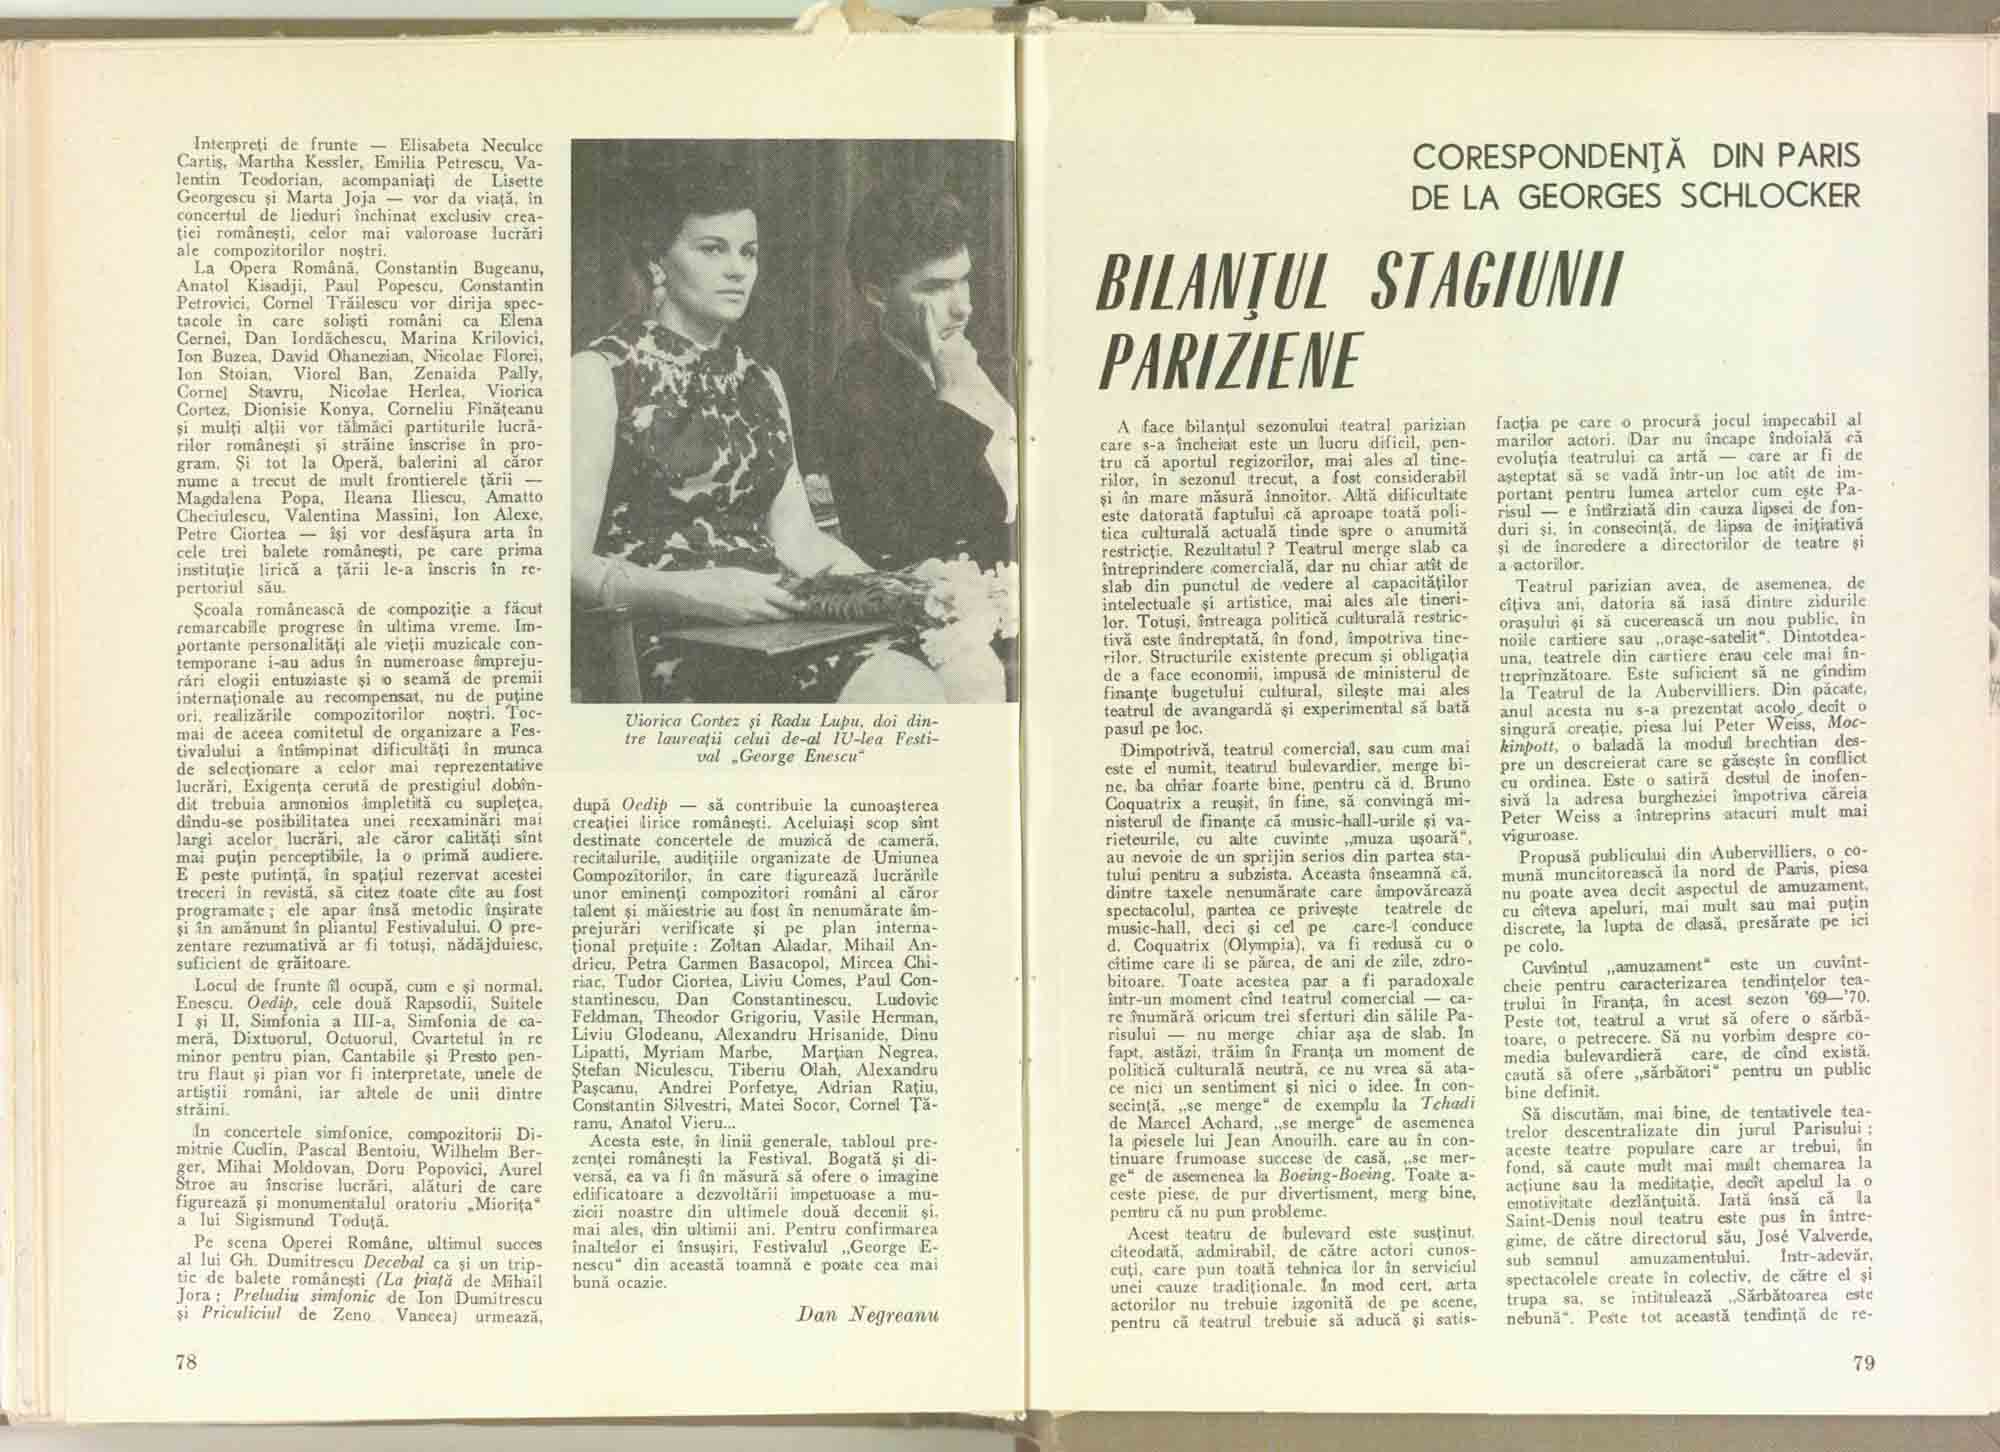 Interpreți de frunte — Elisabeta Neculce
Cartiș, Martha Kessler, Emilia Petrescu, Va-
lentin Teodorian, acompaniați de Lisette
Georgescu și Marta Joja — vor da viață, în
concertul de lieduri închinat exclusiv crea-
ției românești, celor mai valoroase lucrări
ale compozitorilor noștri.
La Opera Română, Constantin Bugeanu,
Anatol Kisadji, Paul Popescu, Constantin
Petrovici, Cornel Trăilescu vor dirija spec-
tacole în care soliști români ca Elena
Cernei, Dan Iordăchescu, Marina Krilovici,
Ion Buzea, David Ohanezian, Nicolae Florei,
Ion Stoian, Viorel Ban, Zenaida Pally,
Cornel Stavru, Nicolae Herlea, Viorica
Cortez, Dionisie Konya, Corneliu Finățeanu
și mulți alții vor tălmăci partiturile lucră-
rilor românești și străine înscrise în pro-
gram. Și tot la Operă, balerini al căror
nume a trecut de mult frontierele țării —
Magdalena Popa, Ileana Iliescu, Amatto
Checiulescu, Valentina Massini, Ion Alexe,
Petre Ciortea — își vor desfășura arta în
cele trei balete românești, pe care prima
instituție lirică a țării le-a înscris în re-
pertoriul său.
Școala românească de compoziție a făcut
remarcabile progrese în ultima vreme. Im-
portante personalități ale vieții muzicale con-
temporane i-au adus în numeroase împreju-
rări elogii entuziaste și o seamă de premii
internaționale au recompensat, nu de puține
ori, realizările compozitorilor noștri. Toc-
mai de aceea comitetul de organizare a Fes-
tivalului a întâmpinat dificultăți în munca
de selecționare a celor mai reprezentative
lucrări. Exigența cerută de prestigiul dobîn-
dit trebuia armonios împletită cu suplețea,
dîndu-se posibilitatea unei reexaminări mai
largi acelor lucrări, ale căror calități sînt
mai puțin perceptibile, la o primă audiere.
E peste putință, în spațiul rezervat acestei
treceri în revistă, să citez toate cîte au fost
programate ; ele apar însă metodic înșirate
și în amănunt în pliantul Festivalului. O pre-
zentare rezumativă ar fi totuși, nădăjduiesc,
suficient de grăitoare.
Locul de frunte îl ocupă, cum e și normal,
Enescu. Oedip, cele două Rapsodii, Suitele
I și II, Simfonia a III-a, Simfonia de ca-
meră, Dixtuorul, Octuorul, Cvartetul în re
minor pentru pian, Cantabile și Presto pen-
tru flaut și pian vor fi interpretate, unele de
artiștii români, iar altele de unii dintre
străini.
În concertele simfonice, compozitorii Di-
mitrie Cuclin, Pascal Bentoiu, Wilhelm Ber-
ger, Mihai Moldovan, Doru Popovici, Aurel
Stroe au înscrise lucrări, alături de care
figurează și monumentalul oratoriu „Miorița“
a lui Sigismund Toduță.
Pe scena Operei Române, ultimul succes
al lui Gh. Dumitrescu Decebal ca și un trip-
tic de balete românești (La piață de Mihail
Jora ; Preludiu simfonic de Ion Dumitrescu
și Priculiciul de Zeno Vancea) urmează,
78
Viorica Cortez și Radu Lupu, doi din-
tre laureații celui de-al IV-lea Festi-
val „George Enescu“
după Oedip — să contribuie la cunoașterea
creației lirice românești. Aceluiași scop sînt
destinate concertele de muzică de cameră,
recitalurile, audițiile organizate de Uniunea
Compozitorilor, în care figurează lucrările
unor eminenți compozitori români al căror
talent și măiestrie au fost în nenumărate îm-
prejurări verificate și pe plan interna-
țional prețuite : Zoltan Aladar, Mihail An-
dricu, Petra Carmen Basacopol, Mircea Chi-
riac, Tudor Ciortea, Liviu Comes, Paul Con-
stantinescu, Dan Constantinescu, Ludovic
Feldman, Theodor Grigoriu, Vasile Herman,
Liviu Glodeanu, Alexandru Hrisanide, Dinu
Lipatti, Myriam Marbe, Marțian Negrea,
Ștefan Niculescu, Tiberiu Olah, Alexandru
Pașcanu, Andrei Porfetye, Adrian Rațiu,
Constantin Silvestri, Matei Socor, Cornel Ță-
ranu, Anatol Vieru...
Acesta este, în linii generale, tabloul pre-
zenței românești la Festival. Bogată și di-
versă, ea va fi în măsură să ofere o imagine
edificatoare a dezvoltării impetuoase a mu-
zicii noastre din ultimele două decenii și,
mai ales, din ultimii ani. Pentru confirmarea
înaltelor ei însușiri, Festivalul „George E-
nescu“ din această toamnă e poate cea mai
bună ocazie.
Dan Negreanu
CORESPONDENȚĂ DIN PARIS
DE LA GEORGES SCHLOCKER
BILANȚUL STAGIUNII
PARIZIENE
A face bilanțul sezonului teatral parizian
care s-a încheiat este un lucru dificil, pen-
tru că aportul regizorilor, mai ales al tine-
rilor, în sezonul trecut, a fost considerabil
și în mare măsură înnoitor. Altă dificultate
este datorată faptului că aproape toată poli-
tica culturală actuală tinde spre o anumită
restricție. Rezultatul ? Teatrul merge slab ca
întreprindere comercială, dar nu chiar atît de
slab din punctul de vedere al capacităților
intelectuale și artistice, mai ales ale tineri-
lor. Totuși, întreaga politică culturală restric-
tivă este îndreptată, în fond, împotriva tine-
rilor. Structurile existente precum și obligația
de a face economii, impusă de ministerul de
finanțe bugetului cultural, silește mai ales
teatrul de avangardă și experimental să bată
pasul pe loc.
Dimpotrivă, teatrul comercial, sau cum mai
este el numit, teatrul bulevardier, merge bi-
ne, ba chiar foarte bine, pentru că d. Bruno
Coquatrix a reușit, în fine, să convingă mi-
nisterul de finanțe că music-hall-urile și va-
rieteurile, cu alte cuvinte „muza ușoară“,
au nevoie de un sprijin serios din partea sta-
tului pentru a subzista. Aceasta înseamnă că,
dintre taxele nenumărate care împovărează
spectacolul, partea ce privește teatrele de
music-hall, deci și cel pe care-l conduce
d. Coquatrix (Olympia), va fi redusă cu o
cîtime care li se părea, de ani de zile, zdro-
bitoare. Toate acestea par a fi paradoxale
într-un moment cînd teatrul comercial — ca-
re înumără oricum trei sferturi din sălile Pa-
risului — nu merge chiar așa de slab. În
fapt, astăzi, trăim în Franța un moment de
politică culturală neutră, ce nu vrea să ata-
ce nici un sentiment și nici o idee. În con-
secință, „se merge“ de exemplu la Tchadi
de Marcel Achard, „se merge“ de asemenea
la piesele lui Jean Anouilh, care au în con-
tinuare frumoase succese de casă, „se mer-
ge“ de asemenea la Boeing-Boeing. Toate a-
ceste piese, de pur divertisment, merg bine,
pentru că nu pun probleme.
Acest teatru de bulevard este susținut,
citeodată, admirabil, de către actori cunos-
cuți, care pun toată tehnica lor în serviciul
unei cauze tradiționale. În mod cert, arta
actorilor nu trebuie izgonită de pe scene,
pentru că teatrul trebuie să aducă și satis-
facția pe care o procură jocul impecabil al
marilor actori. Dar nu încape îndoială că
evoluția teatrului ca artă — care ar fi de
așteptat să se vadă într-un loc atît de im-
portant pentru lumea artelor cum este Pa-
risul — e întîrziată din cauza lipsei de fon-
duri și, în consecință, de lipsa de inițiativă
și de încredere a directorilor de teatre și
a actorilor.
Teatrul parizian avea, de asemenea, de
cîțiva ani, datoria să iasă dintre zidurile
orașului și să cucerească un nou public, în
noile cartiere sau „orașe-satelit“. Dintotdea-
una, teatrele din cartiere erau cele mai în-
treprinzătoare. Este suficient să ne gîndim
la Teatrul de la Aubervilliers. Din păcate,
anul acesta nu s-a prezentat acolo decît o
singură creație, piesa lui Peter Weiss, Moc-
kinpott, o baladă la modul brechtian des-
pre un descreierat care se găsește în conflict
cu ordinea. Este o satiră destul de inofen-
sivă la adresa burgheziei împotriva căreia
Peter Weiss a întreprins atacuri mult mai
viguroase.
Propusă publicului din Aubervilliers, o co-
mună muncitorească la nord de Paris, piesa
nu poate avea decît aspectul de amuzament,
cu cîteva apeluri, mai mult sau mai puțin
discrete, la lupta de clasă, presărate pe ici
pe colo.
Cuvîntul „amuzament“ este un cuvînt-
cheie pentru caracterizarea tendințelor tea-
trului în Franța, în acest sezon '69—'70.
Peste tot, teatrul a vrut să ofere o sărbă-
toare, o petrecere. Să nu vorbim despre co-
media bulevardieră care, de cînd există,
caută să ofere „sărbători“ pentru un public
bine definit.
Să discutăm, mai bine, de tentativele tea-
trelor descentralizate din jurul Parisului ;
aceste teatre populare care ar trebui, în
fond, să caute mult mai mult chemarea la
acțiune sau la meditație, decît apelul la o
emotivitate dezlănțuită. Iată însă că la
Saint-Denis noul teatru este pus în între-
gime, de către directorul său, José Valverde,
sub semnul amuzamentului. Într-adevăr,
spectacolele create în colectiv, de către el și
trupa sa, se intitulează „Sărbătoarea este
nebună“. Peste tot această tendință de re-
79